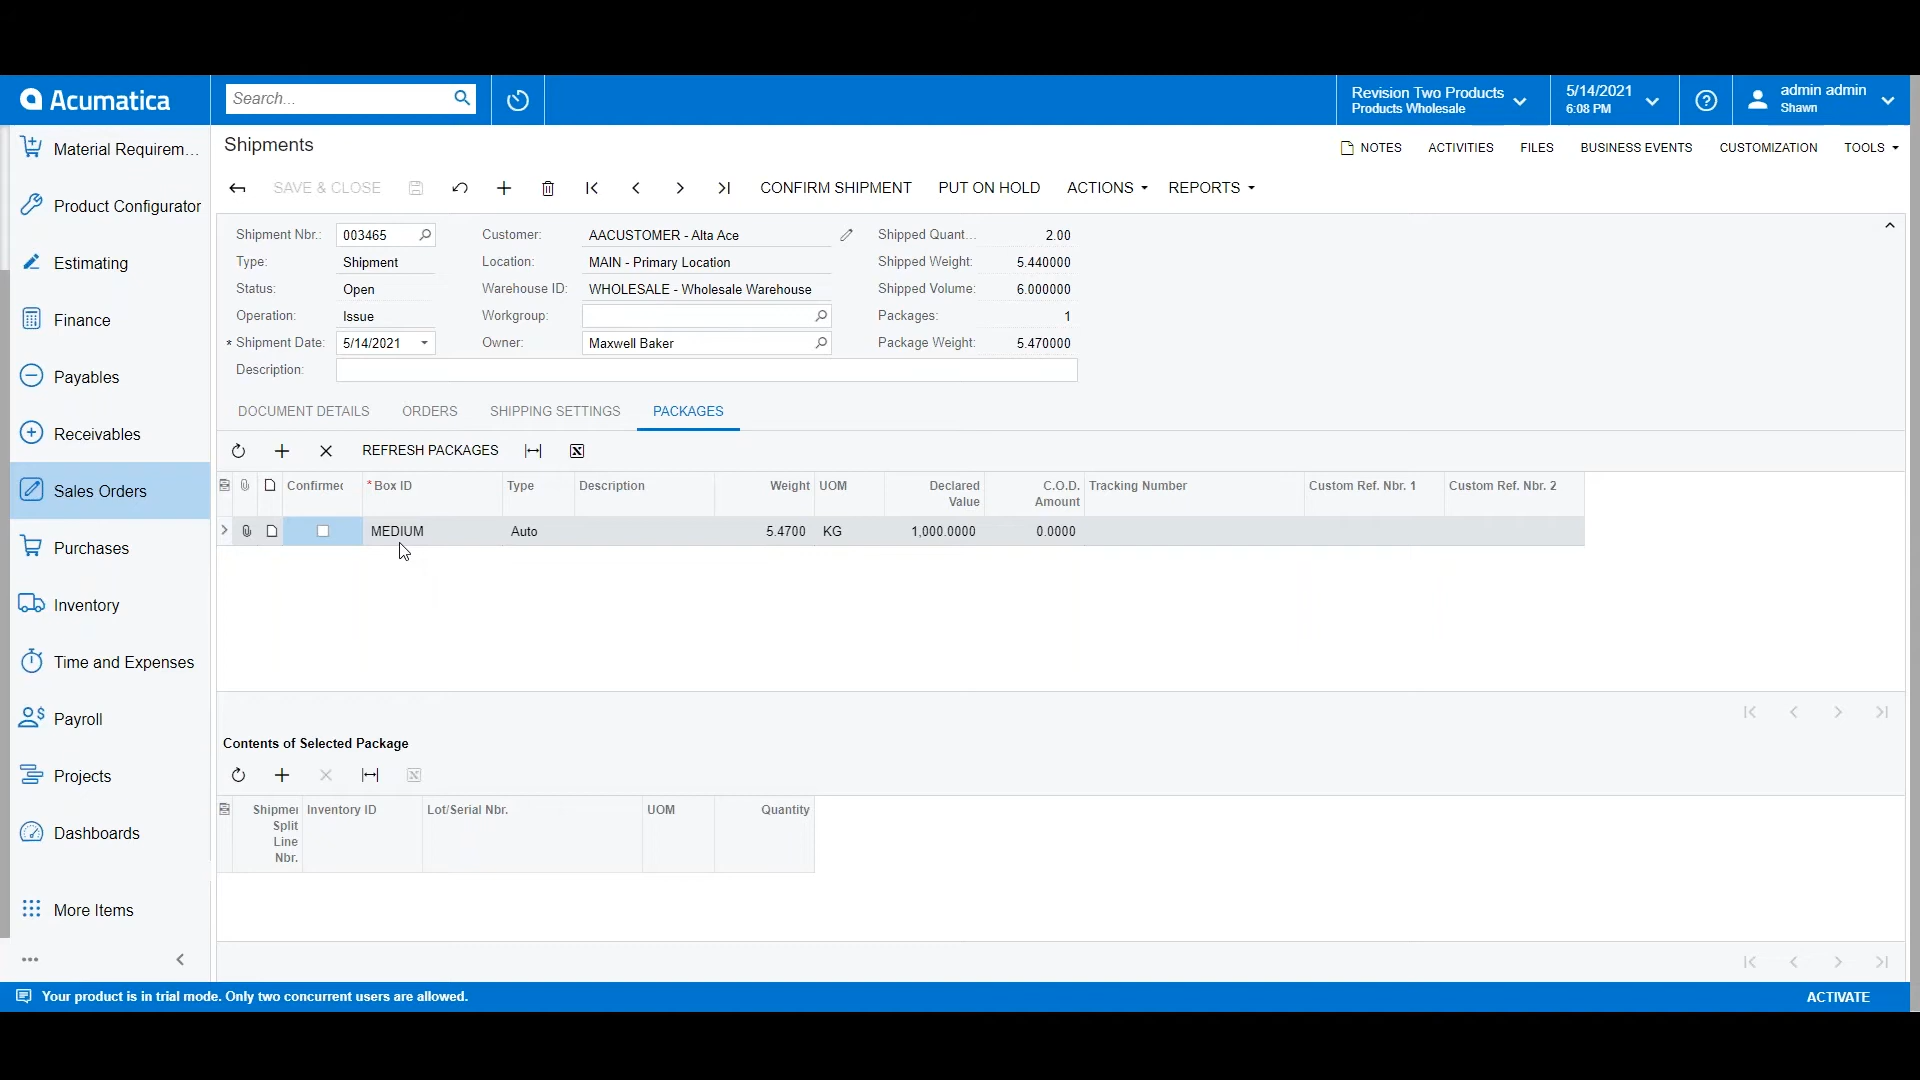 Acumatica
Search...
Revision Two Products
Products Wholesale
5/14/2021
6:08 PM
admin admin
Shawn
Material Requirem...
Product Configurator
Estimating
Finance
Payables
Receivables
Sales Orders
Purchases
Inventory
Time and Expenses
Payroll
Projects
Dashboards
More Items
Shipments
NOTES ACTIVITIES FILES BUSINESS EVENTS CUSTOMIZATION TOOLS
SAVE & CLOSE CONFIRM SHIPMENT PUT ON HOLD ACTIONS REPORTS
Shipment Nbr.: 003465 Customer: AACUSTOMER - Alta Ace Shipped Quant... 2.00
Type: Shipment Location: MAIN - Primary Location Shipped Weight: 5.440000
Status: Open Warehouse ID: WHOLESALE - Wholesale Warehouse Shipped Volume: 6.000000
Operation: Issue Workgroup: Packages: 1
* Shipment Date: 5/14/2021 Owner: Maxwell Baker Package Weight: 5.470000
Description:
DOCUMENT DETAILS ORDERS SHIPPING SETTINGS PACKAGES
REFRESH PACKAGES
Confirmed *Box ID Type Description Weight UOM Declared Value C.O.D. Amount Tracking Number Custom Ref. Nbr. 1 Custom Ref. Nbr. 2
MEDIUM Auto 5.4700 KG 1,000.0000 0.0000
Contents of Selected Package
Shipmen Split Line Nbr. Inventory ID Lot/Serial Nbr. UOM Quantity
Your product is in trial mode. Only two concurrent users are allowed.
ACTIVATE